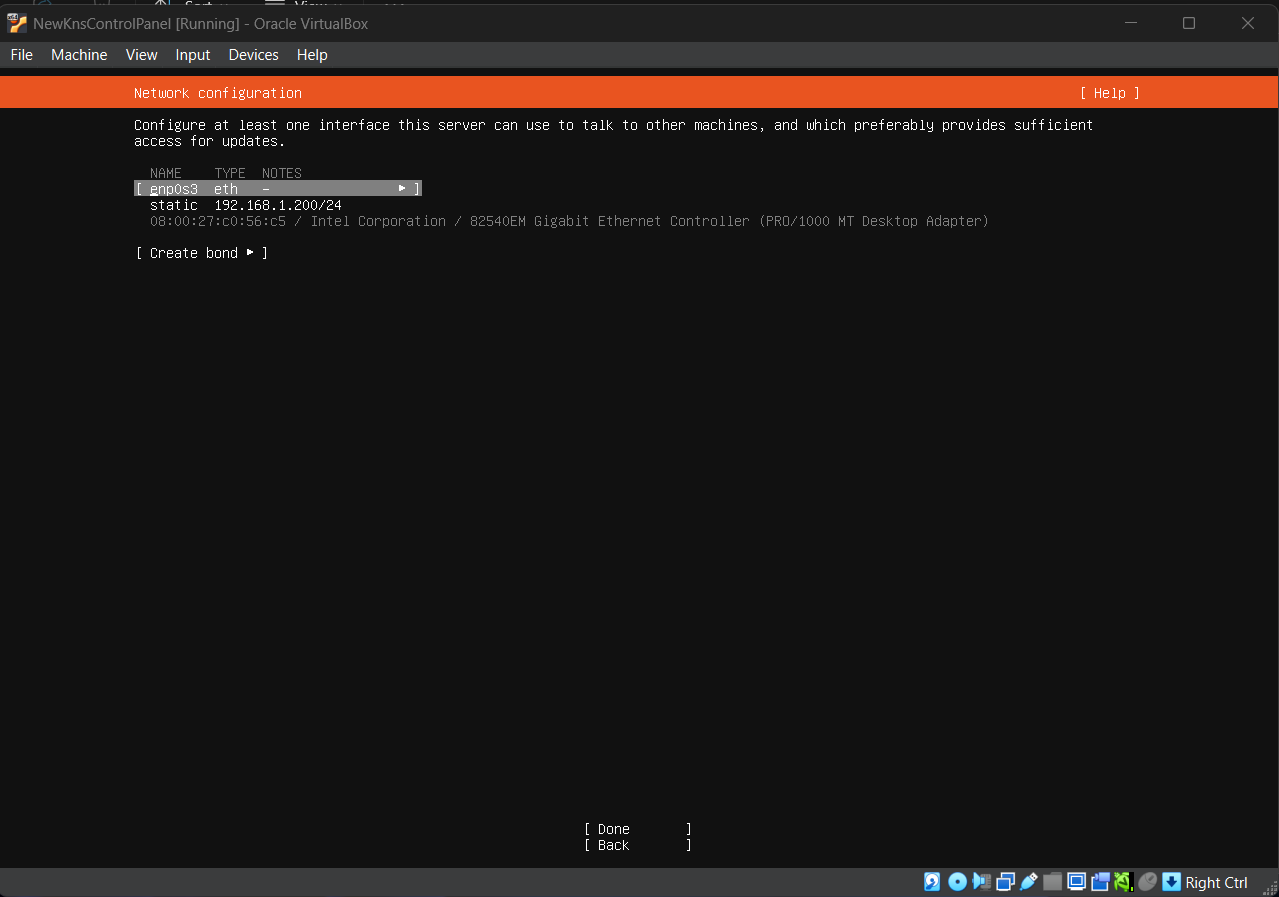 NewKnsControlPanel [Running] - Oracle VirtualBox
File Machine View Input Devices Help
Network configuration [ Help ]
Configure at least one interface this server can use to talk to other machines, and which preferably provides sufficient
access for updates.
NAME TYPE NOTES
[ enp0s3 eth - ▸ ]
static 192.168.1.200/24
08:00:27:c0:56:c5 / Intel Corporation / 82540EM Gigabit Ethernet Controller (PRO/1000 MT Desktop Adapter)
[ Create bond ▸ ]
[ Done ]
[ Back ]
Right Ctrl